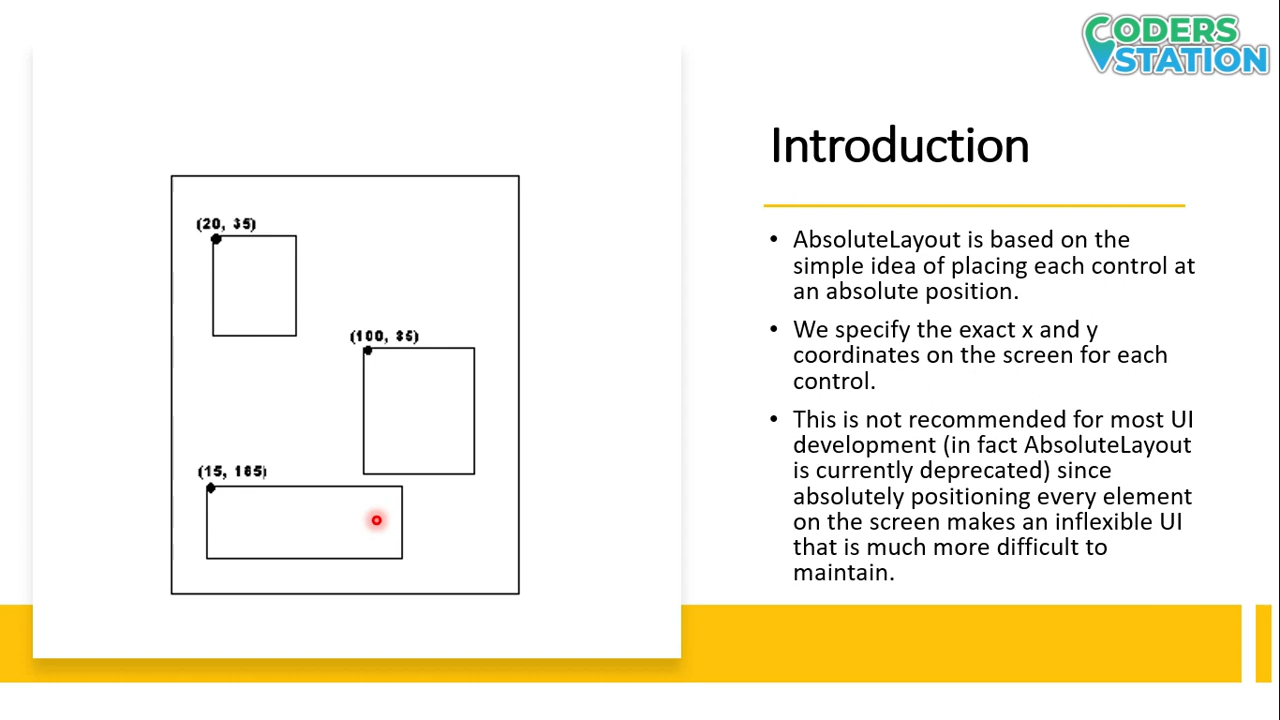 CODERS
STATION
Introduction
(20, 35)
(100, 85)
(15, 185)
• AbsoluteLayout is based on the
simple idea of placing each control at
an absolute position.
• We specify the exact x and y
coordinates on the screen for each
control.
• This is not recommended for most UI
development (in fact AbsoluteLayout
is currently deprecated) since
absolutely positioning every element
on the screen makes an inflexible UI
that is much more difficult to
maintain.